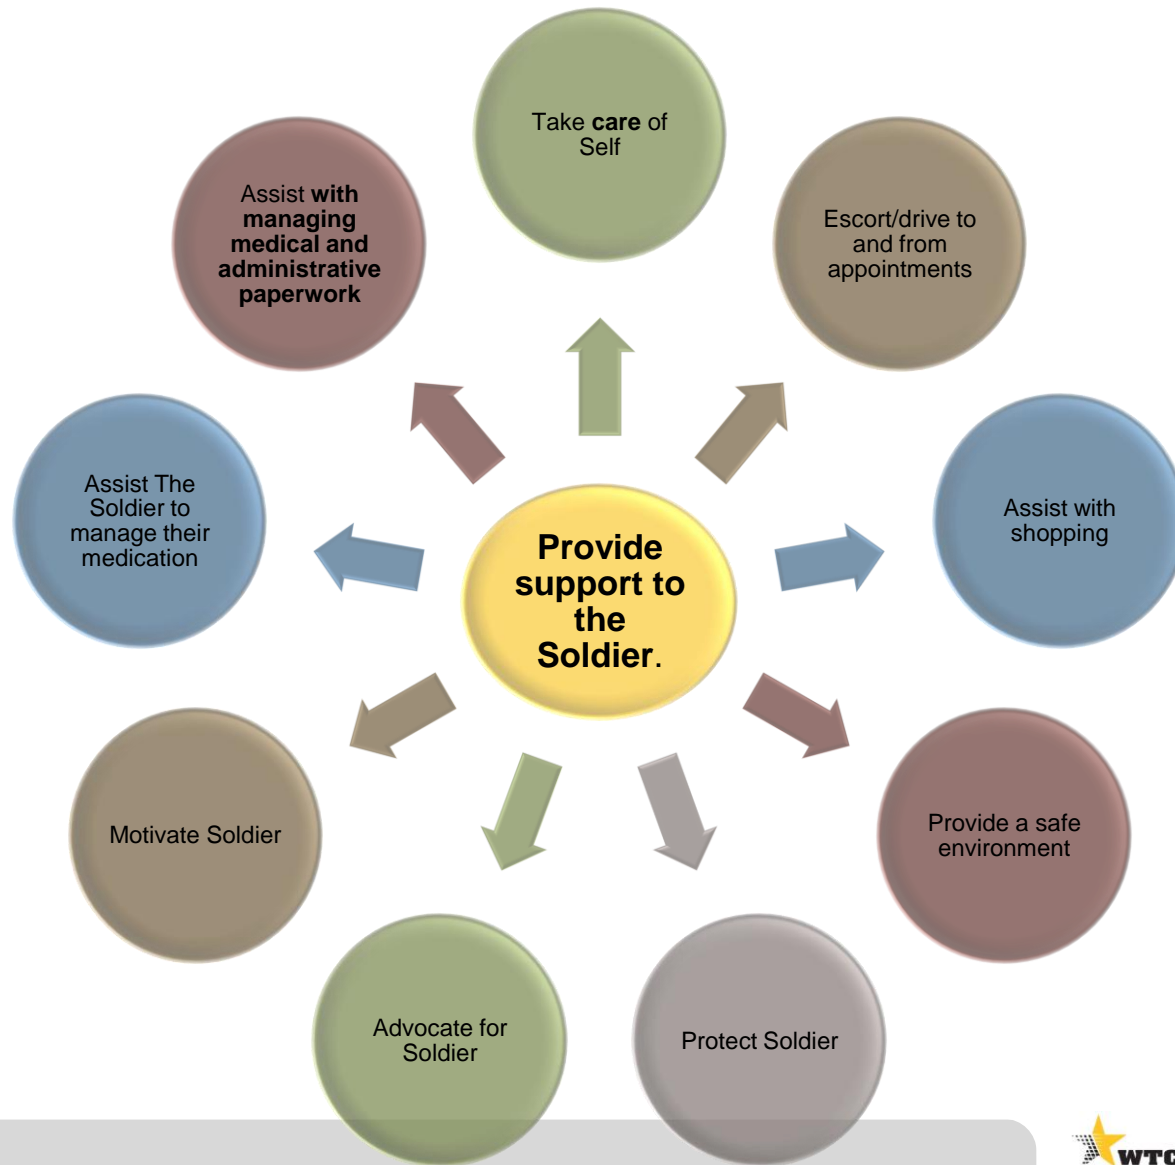 Take care of
Self
Escort/drive to
and from
appointments
Assist with
shopping
Provide a safe
environment
Protect Soldier
Advocate for
Soldier
Motivate Soldier
Assist The
Soldier to
manage their
medication
Assist with
managing
medical and
administrative
paperwork
Provide
support to
the
Soldier.
WTC